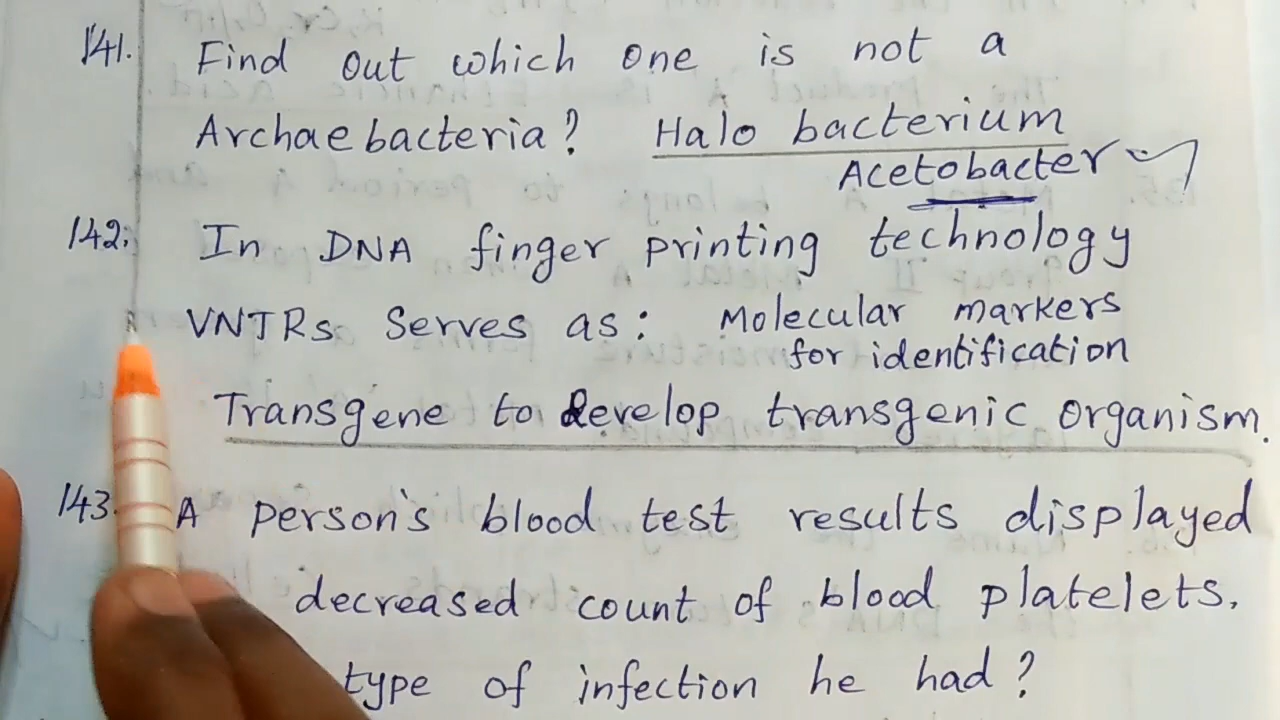 141. Find out which one is not a
Archaebacteria? Halo bacterium
Acetobacter
142. In DNA finger printing technology
VNTRs Serves as: Molecular markers
for identification
Transgene to develop transgenic organism.
143. A person's blood test results displayed
decreased count of blood platelets.
type of infection he had?